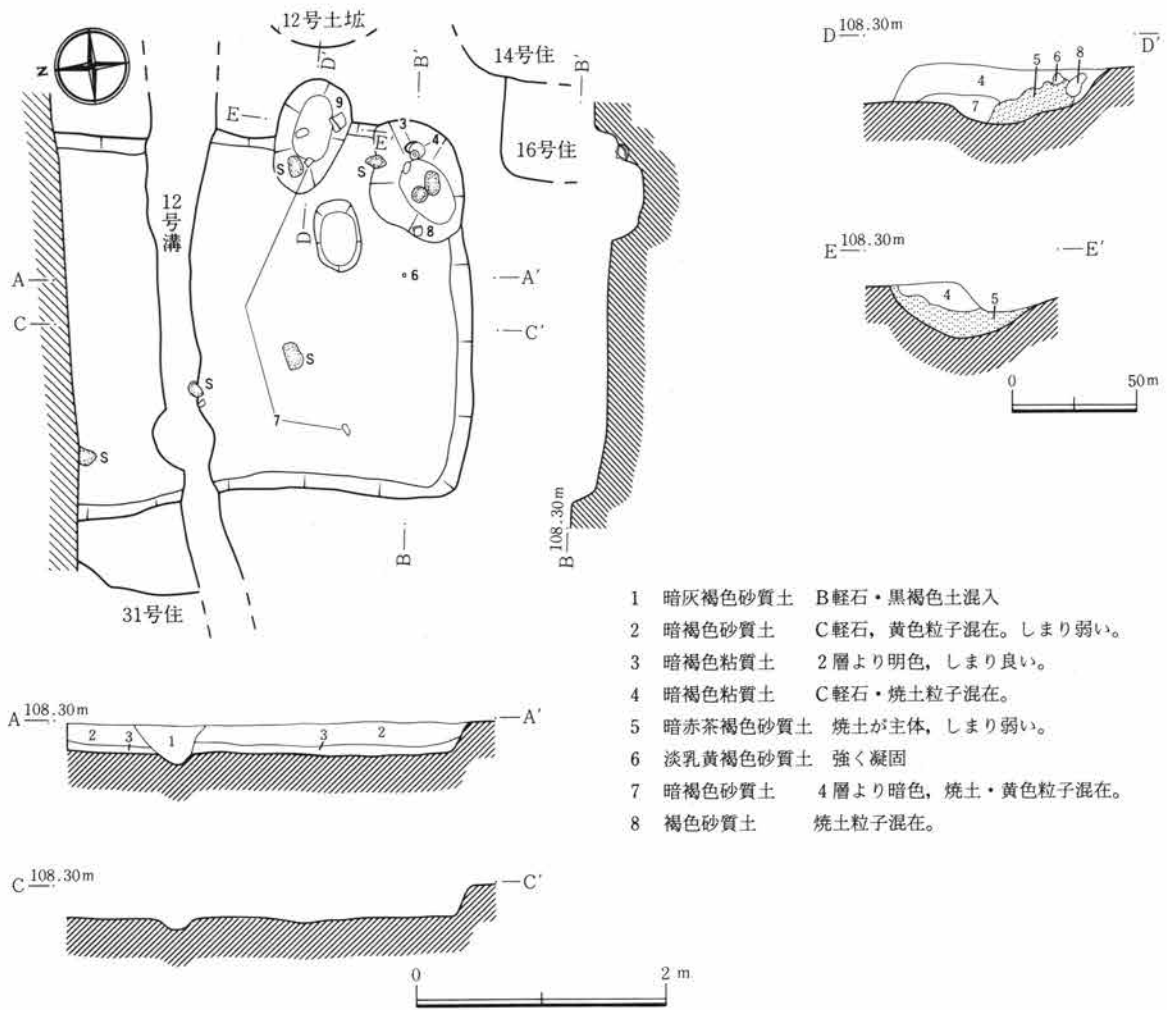 12号土坑
14号住
16号住
12号溝
31号住
N
D'
B'
B'
E
E'
9
3
4
S
S
8
D
6
A
A'
C
C'
S
S
7
S
B
B 108.30m
D 108.30m
D'
5
6
8
4
7
E 108.30m
E'
4
5
0 50m
A 108.30m
A'
2
3
1
3
2
C 108.30m
C'
0 2m
1 暗灰褐色砂質土 B軽石・黒褐色土混入
2 暗褐色砂質土 C軽石,黄色粒子混在。しまり弱い。
3 暗褐色粘質土 2層より明色,しまり良い。
4 暗褐色粘質土 C軽石・焼土粒子混在。
5 暗赤茶褐色砂質土 焼土が主体,しまり弱い。
6 淡乳黄褐色砂質土 強く凝固
7 暗褐色砂質土 4層より暗色,焼土・黄色粒子混在。
8 褐色砂質土 焼土粒子混在。